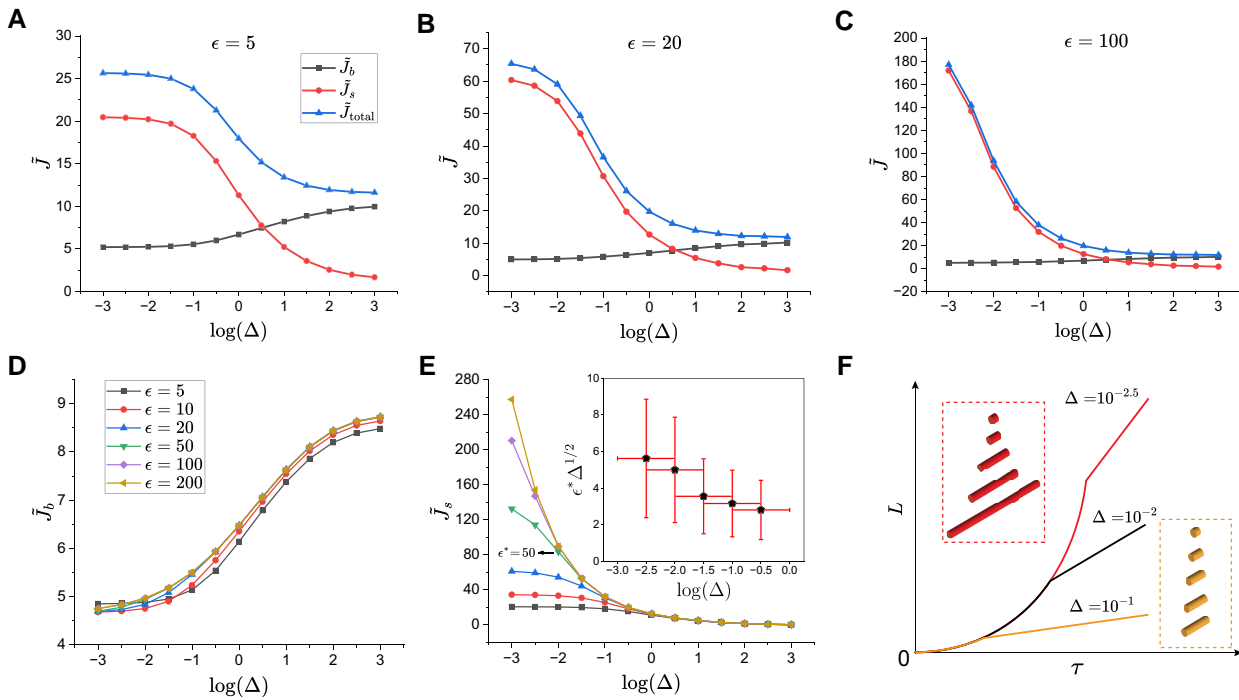 A
ϵ = 5
J̃_b
J̃_s
J̃_total
30
25
20
15
10
5
0
J̃
−3 −2 −1 0 1 2 3
log(Δ)
B
ϵ = 20
80
70
60
50
40
30
20
10
0
J̃
−3 −2 −1 0 1 2 3
log(Δ)
C
ϵ = 100
200
180
160
140
120
100
80
60
40
20
0
−20
J̃
−3 −2 −1 0 1 2 3
log(Δ)
D
ϵ = 5
ϵ = 10
ϵ = 20
ϵ = 50
ϵ = 100
ϵ = 200
9
8
7
6
5
4
J̃_b
−3 −2 −1 0 1 2 3
log(Δ)
E
280
240
200
160
120
80
40
0
J̃_s
ϵ* = 50
−3 −2 −1 0 1 2 3
log(Δ)
10
8
6
4
2
0
ϵ* Δ^{1/2}
−3.0 −2.5 −2.0 −1.5 −1.0 −0.5 0.0
log(Δ)
F
Δ = 10^{−2.5}
Δ = 10^{−2}
Δ = 10^{−1}
L
0
τ